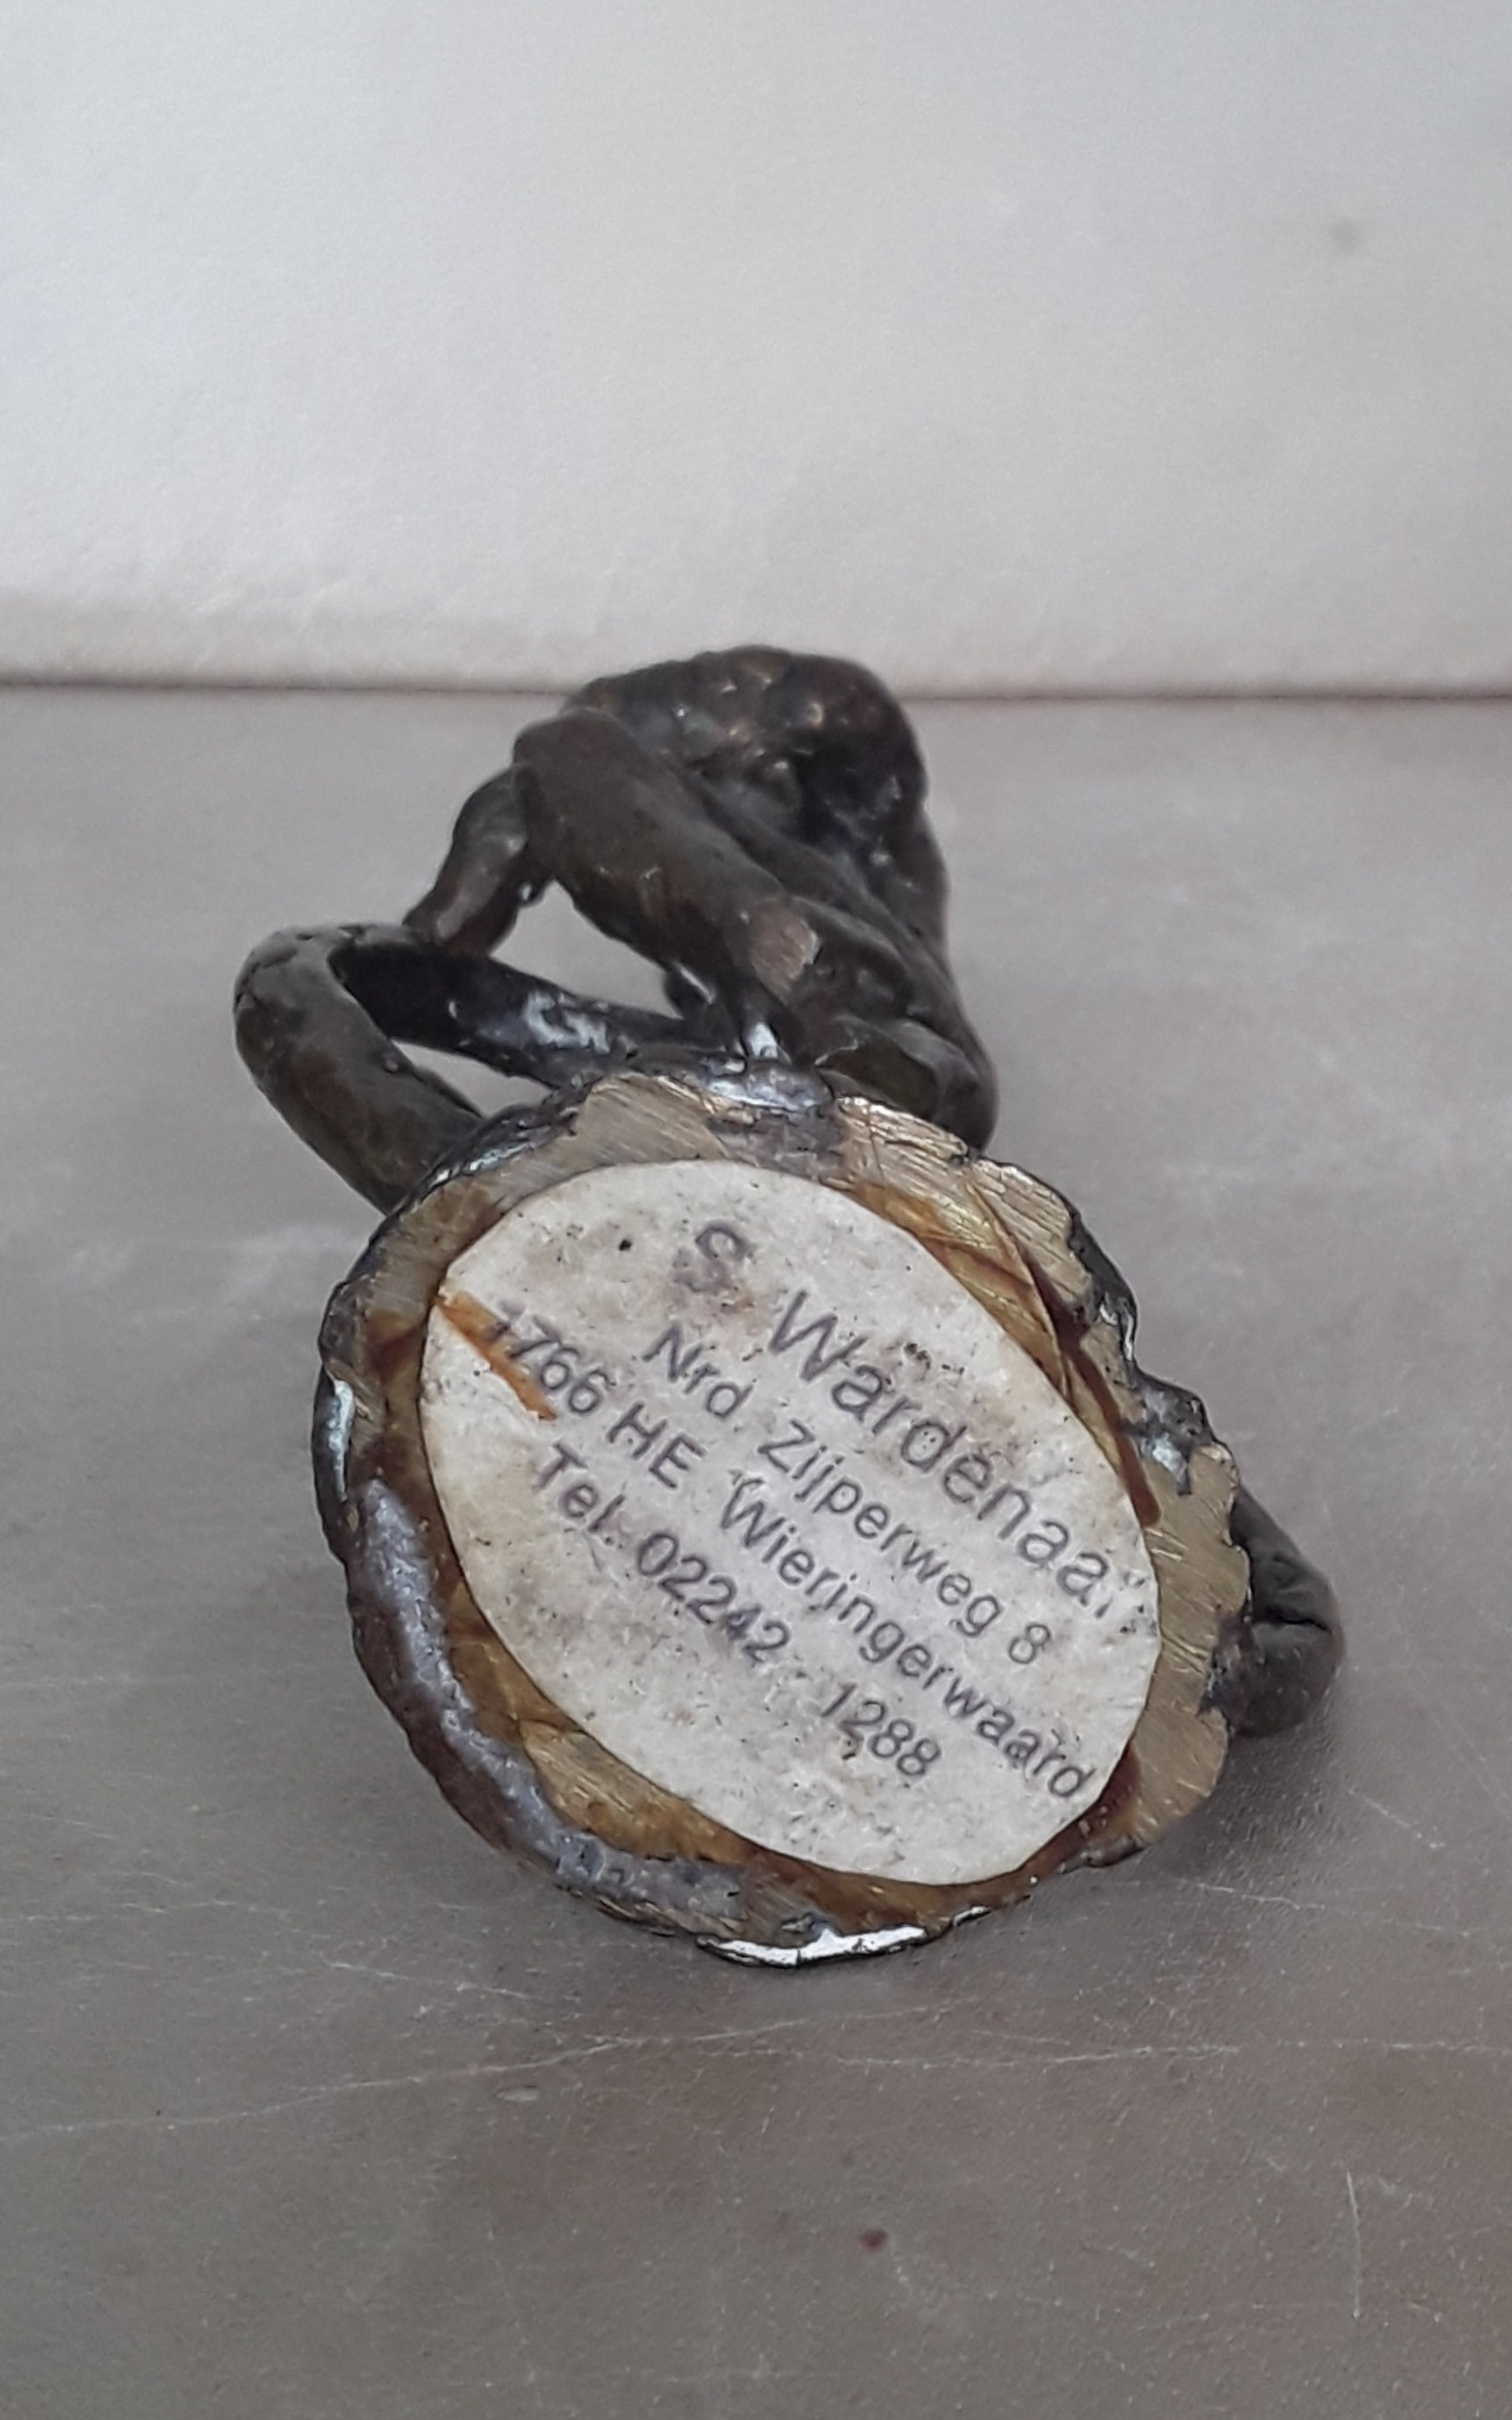 S Wardenaar
Nrd. Zijperweg 8
1766 HE Wieringerwaard
Tel. 02242 - 1288